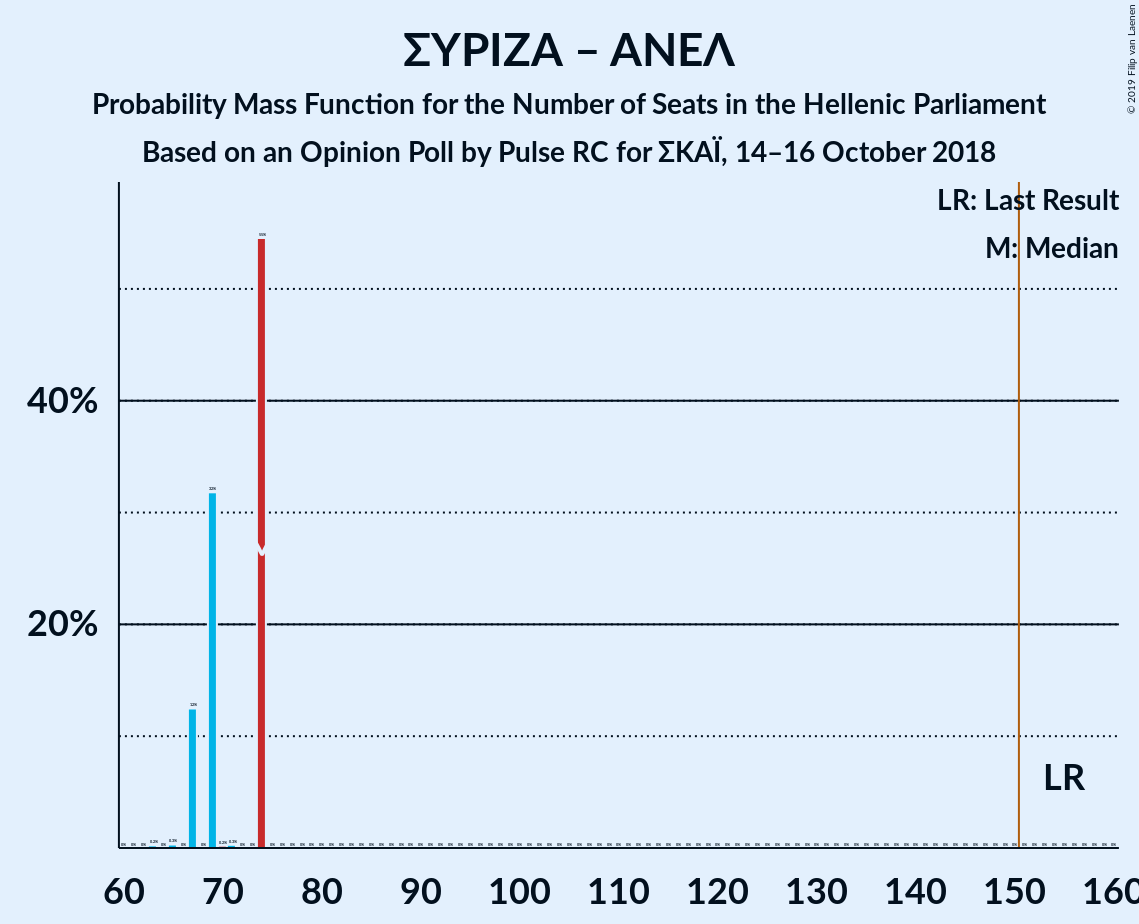 ΣΥΡΙΖΑ – ΑΝΕΛ
Probability Mass Function for the Number of Seats in the Hellenic Parliament
Based on an Opinion Poll by Pulse RC for ΣΚΑΪ, 14–16 October 2018
© 2019 Filip van Laenen
LR: Last Result
M: Median
40%
20%
M
LR
60 70 80 90 100 110 120 130 140 150 160